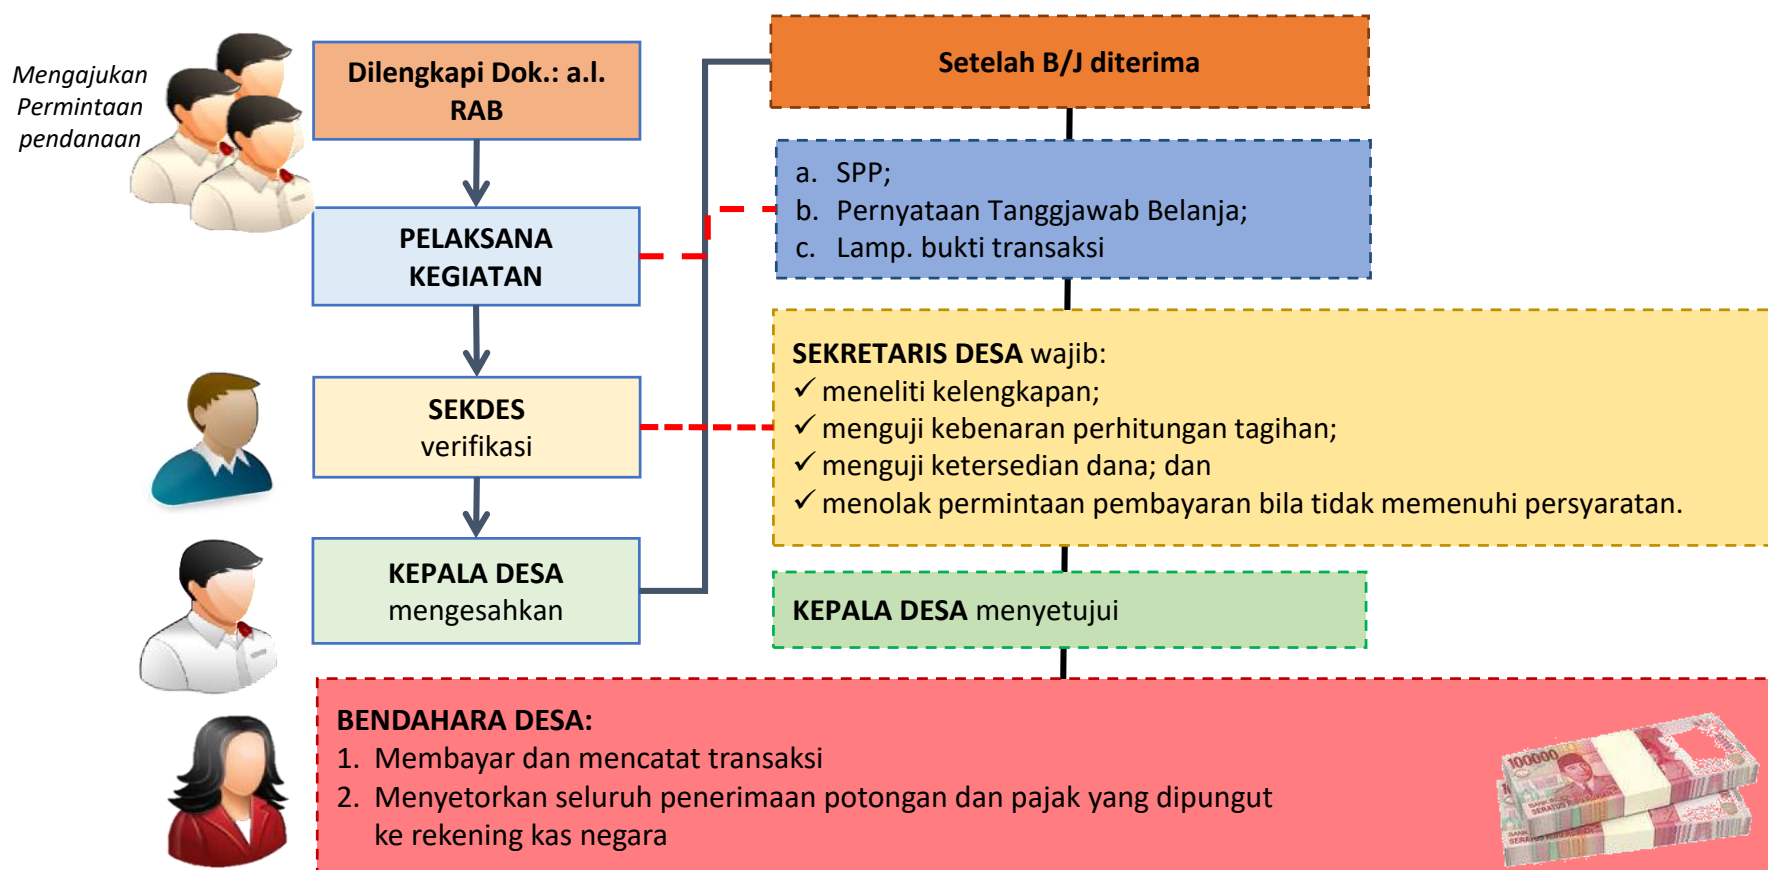 Mengajukan
Permintaan
pendanaan
Dilengkapi Dok.: a.l.
RAB
PELAKSANA
KEGIATAN
SEKDES
verifikasi
KEPALA DESA
mengesahkan
Setelah B/J diterima
a. SPP;
b. Pernyataan Tanggjawab Belanja;
c. Lamp. bukti transaksi
SEKRETARIS DESA wajib:
✓ meneliti kelengkapan;
✓ menguji kebenaran perhitungan tagihan;
✓ menguji ketersedian dana; dan
✓ menolak permintaan pembayaran bila tidak memenuhi persyaratan.
KEPALA DESA menyetujui
BENDAHARA DESA:
1. Membayar dan mencatat transaksi
2. Menyetorkan seluruh penerimaan potongan dan pajak yang dipungut
ke rekening kas negara
100000